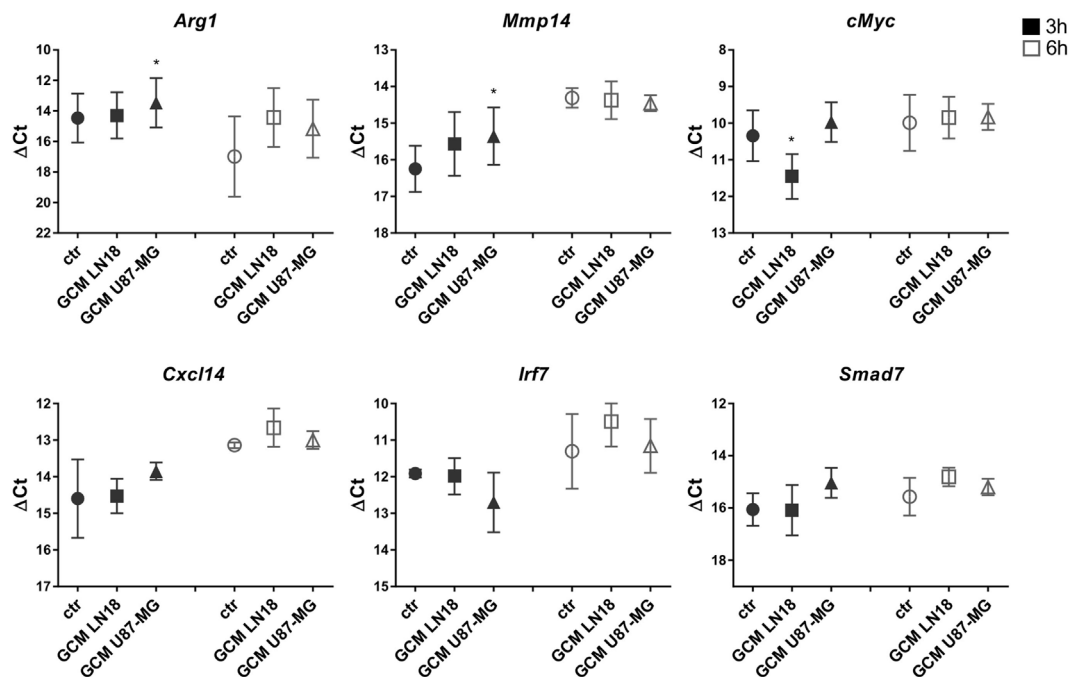 Arg1
Mmp14
cMyc
3h
6h
ΔCt
10
12
14
16
18
20
22
*
ctr
GCM LN18
GCM U87-MG
ctr
GCM LN18
GCM U87-MG
ΔCt
13
14
15
16
17
18
*
ctr
GCM LN18
GCM U87-MG
ctr
GCM LN18
GCM U87-MG
ΔCt
8
9
10
11
12
13
*
ctr
GCM LN18
GCM U87-MG
ctr
GCM LN18
GCM U87-MG
Cxcl14
Irf7
Smad7
ΔCt
12
13
14
15
16
17
ctr
GCM LN18
GCM U87-MG
ctr
GCM LN18
GCM U87-MG
ΔCt
10
11
12
13
14
15
ctr
GCM LN18
GCM U87-MG
ctr
GCM LN18
GCM U87-MG
ΔCt
12
14
16
18
ctr
GCM LN18
GCM U87-MG
ctr
GCM LN18
GCM U87-MG